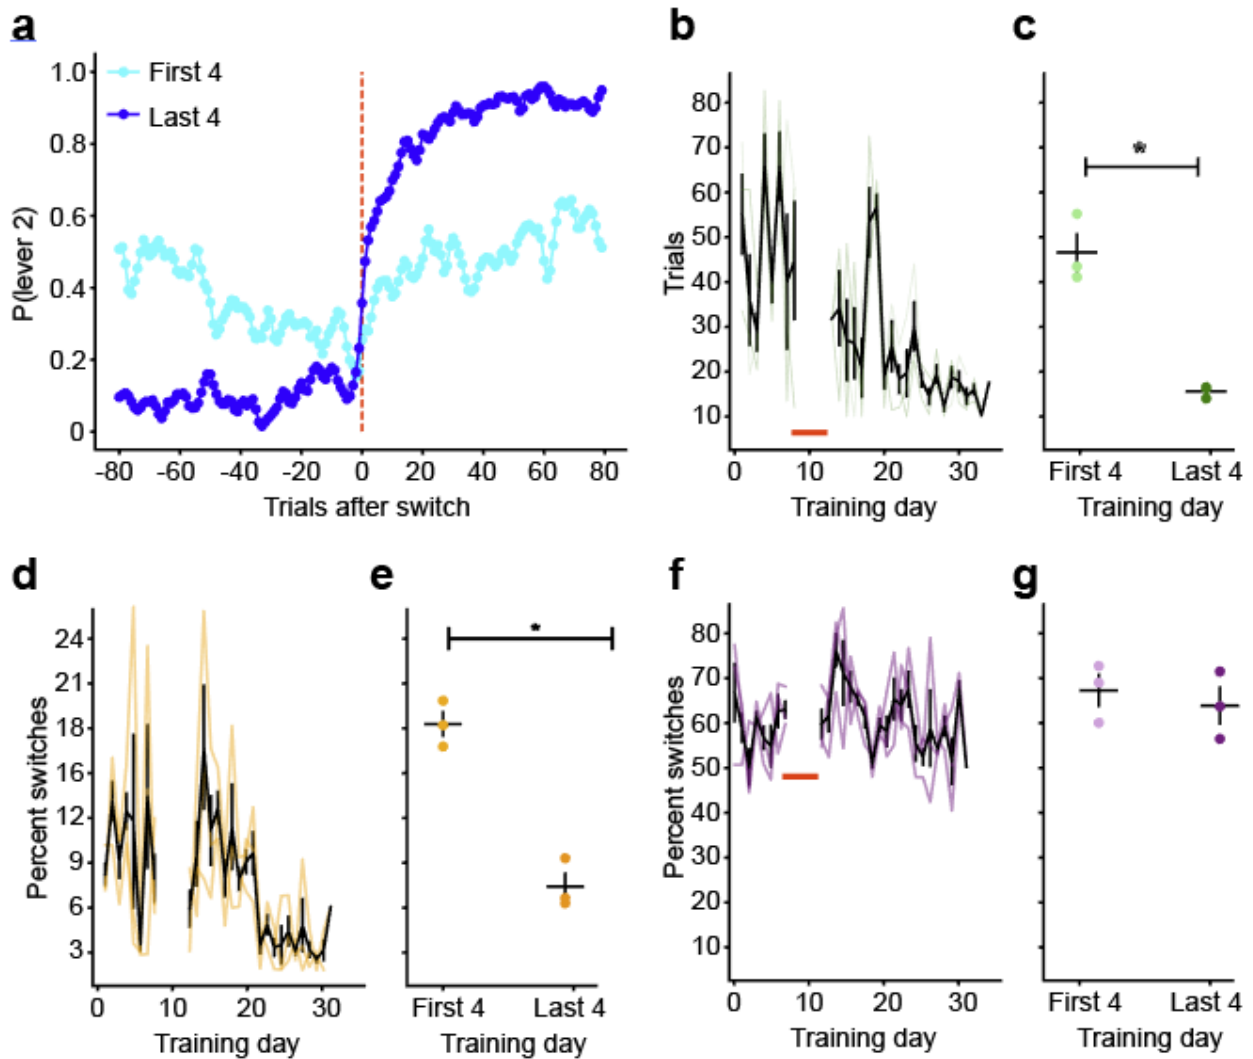 a
First 4
Last 4
P(lever 2)
1.0
0.8
0.6
0.4
0.2
0
-80
-60
-40
-20
0
20
40
60
80
Trials after switch
b
Trials
80
70
60
50
40
30
20
10
0
10
20
30
Training day
c
*
First 4
Last 4
Training day
d
Percent switches
24
21
18
16
12
9
6
3
0
10
20
30
Training day
e
*
First 4
Last 4
Training day
f
Percent switches
80
70
60
50
40
30
20
10
0
10
20
30
Training day
g
First 4
Last 4
Training day